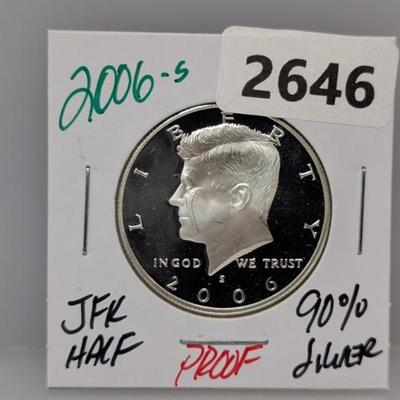 2006-S
2646
LIBERTY
IN GOD WE TRUST
S
2006
JFK
HALF
PROOF
90%
SILVER